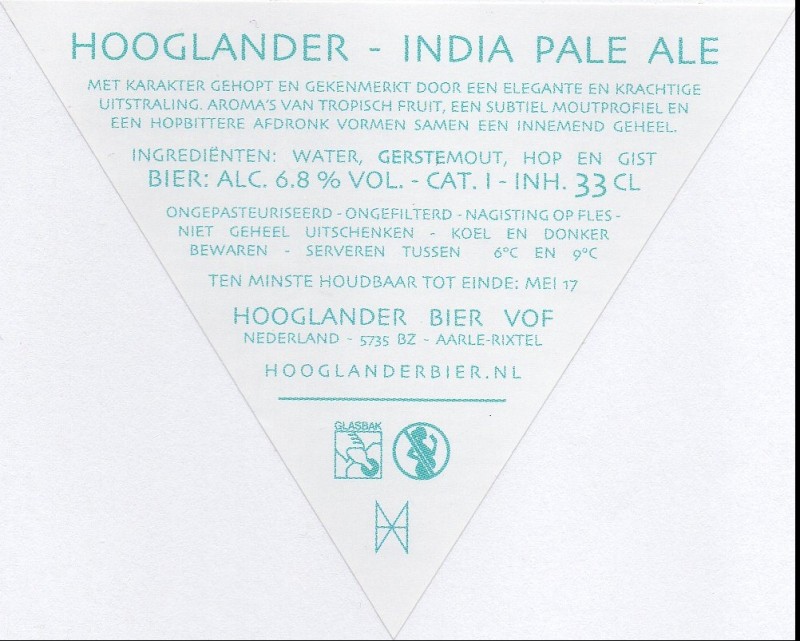 HOOGLANDER - INDIA PALE ALE
MET KARAKTER GEHOPT EN GEKENMERKT DOOR EEN ELEGANTE EN KRACHTIGE
UITSTRALING. AROMA'S VAN TROPISCH FRUIT, EEN SUBTIEL MOUTPROFIEL EN
EEN HOPBITTERE AFDRONK VORMEN SAMEN EEN INNEMEND GEHEEL.
INGREDIËNTEN: WATER, GERSTEMOUT, HOP EN GIST
BIER: ALC. 6.8 % VOL. - CAT. I - INH. 33 CL
ONGEPASTEURISEERD - ONGEFILTERD - NAGISTING OP FLES -
NIET GEHEEL UITSCHENKEN - KOEL EN DONKER
BEWAREN - SERVEREN TUSSEN 6°C EN 9°C
TEN MINSTE HOUDBAAR TOT EINDE: MEI 17
HOOGLANDER BIER VOF
NEDERLAND - 5735 BZ - AARLE-RIXTEL
HOOGLANDERBIER.NL
GLASBAK